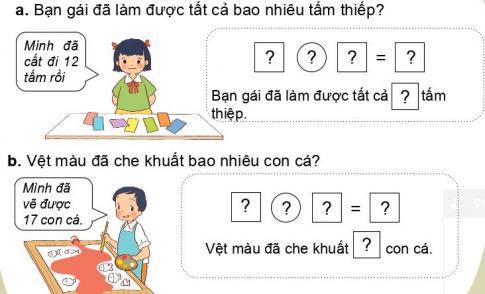 a. Bạn gái đã làm được tất cả bao nhiêu tấm thiếp?
Mình đã
cất đi 12
tấm rồi
? ? ? = ?
Bạn gái đã làm được tất cả ? tấm
thiệp.
b. Vệt màu đã che khuất bao nhiêu con cá?
Mình đã
vẽ được
17 con cá.
? ? ? = ?
Vệt màu đã che khuất ? con cá.